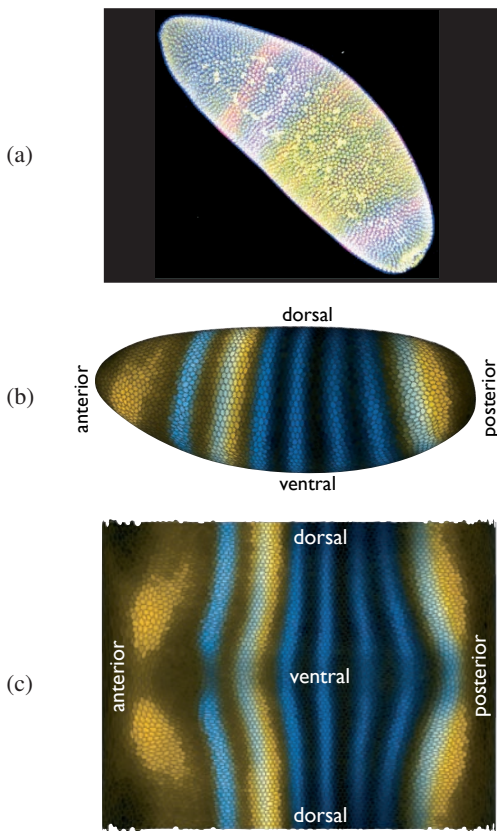 (a)
dorsal
anterior
posterior
(b)
ventral
dorsal
anterior
ventral
posterior
(c)
dorsal